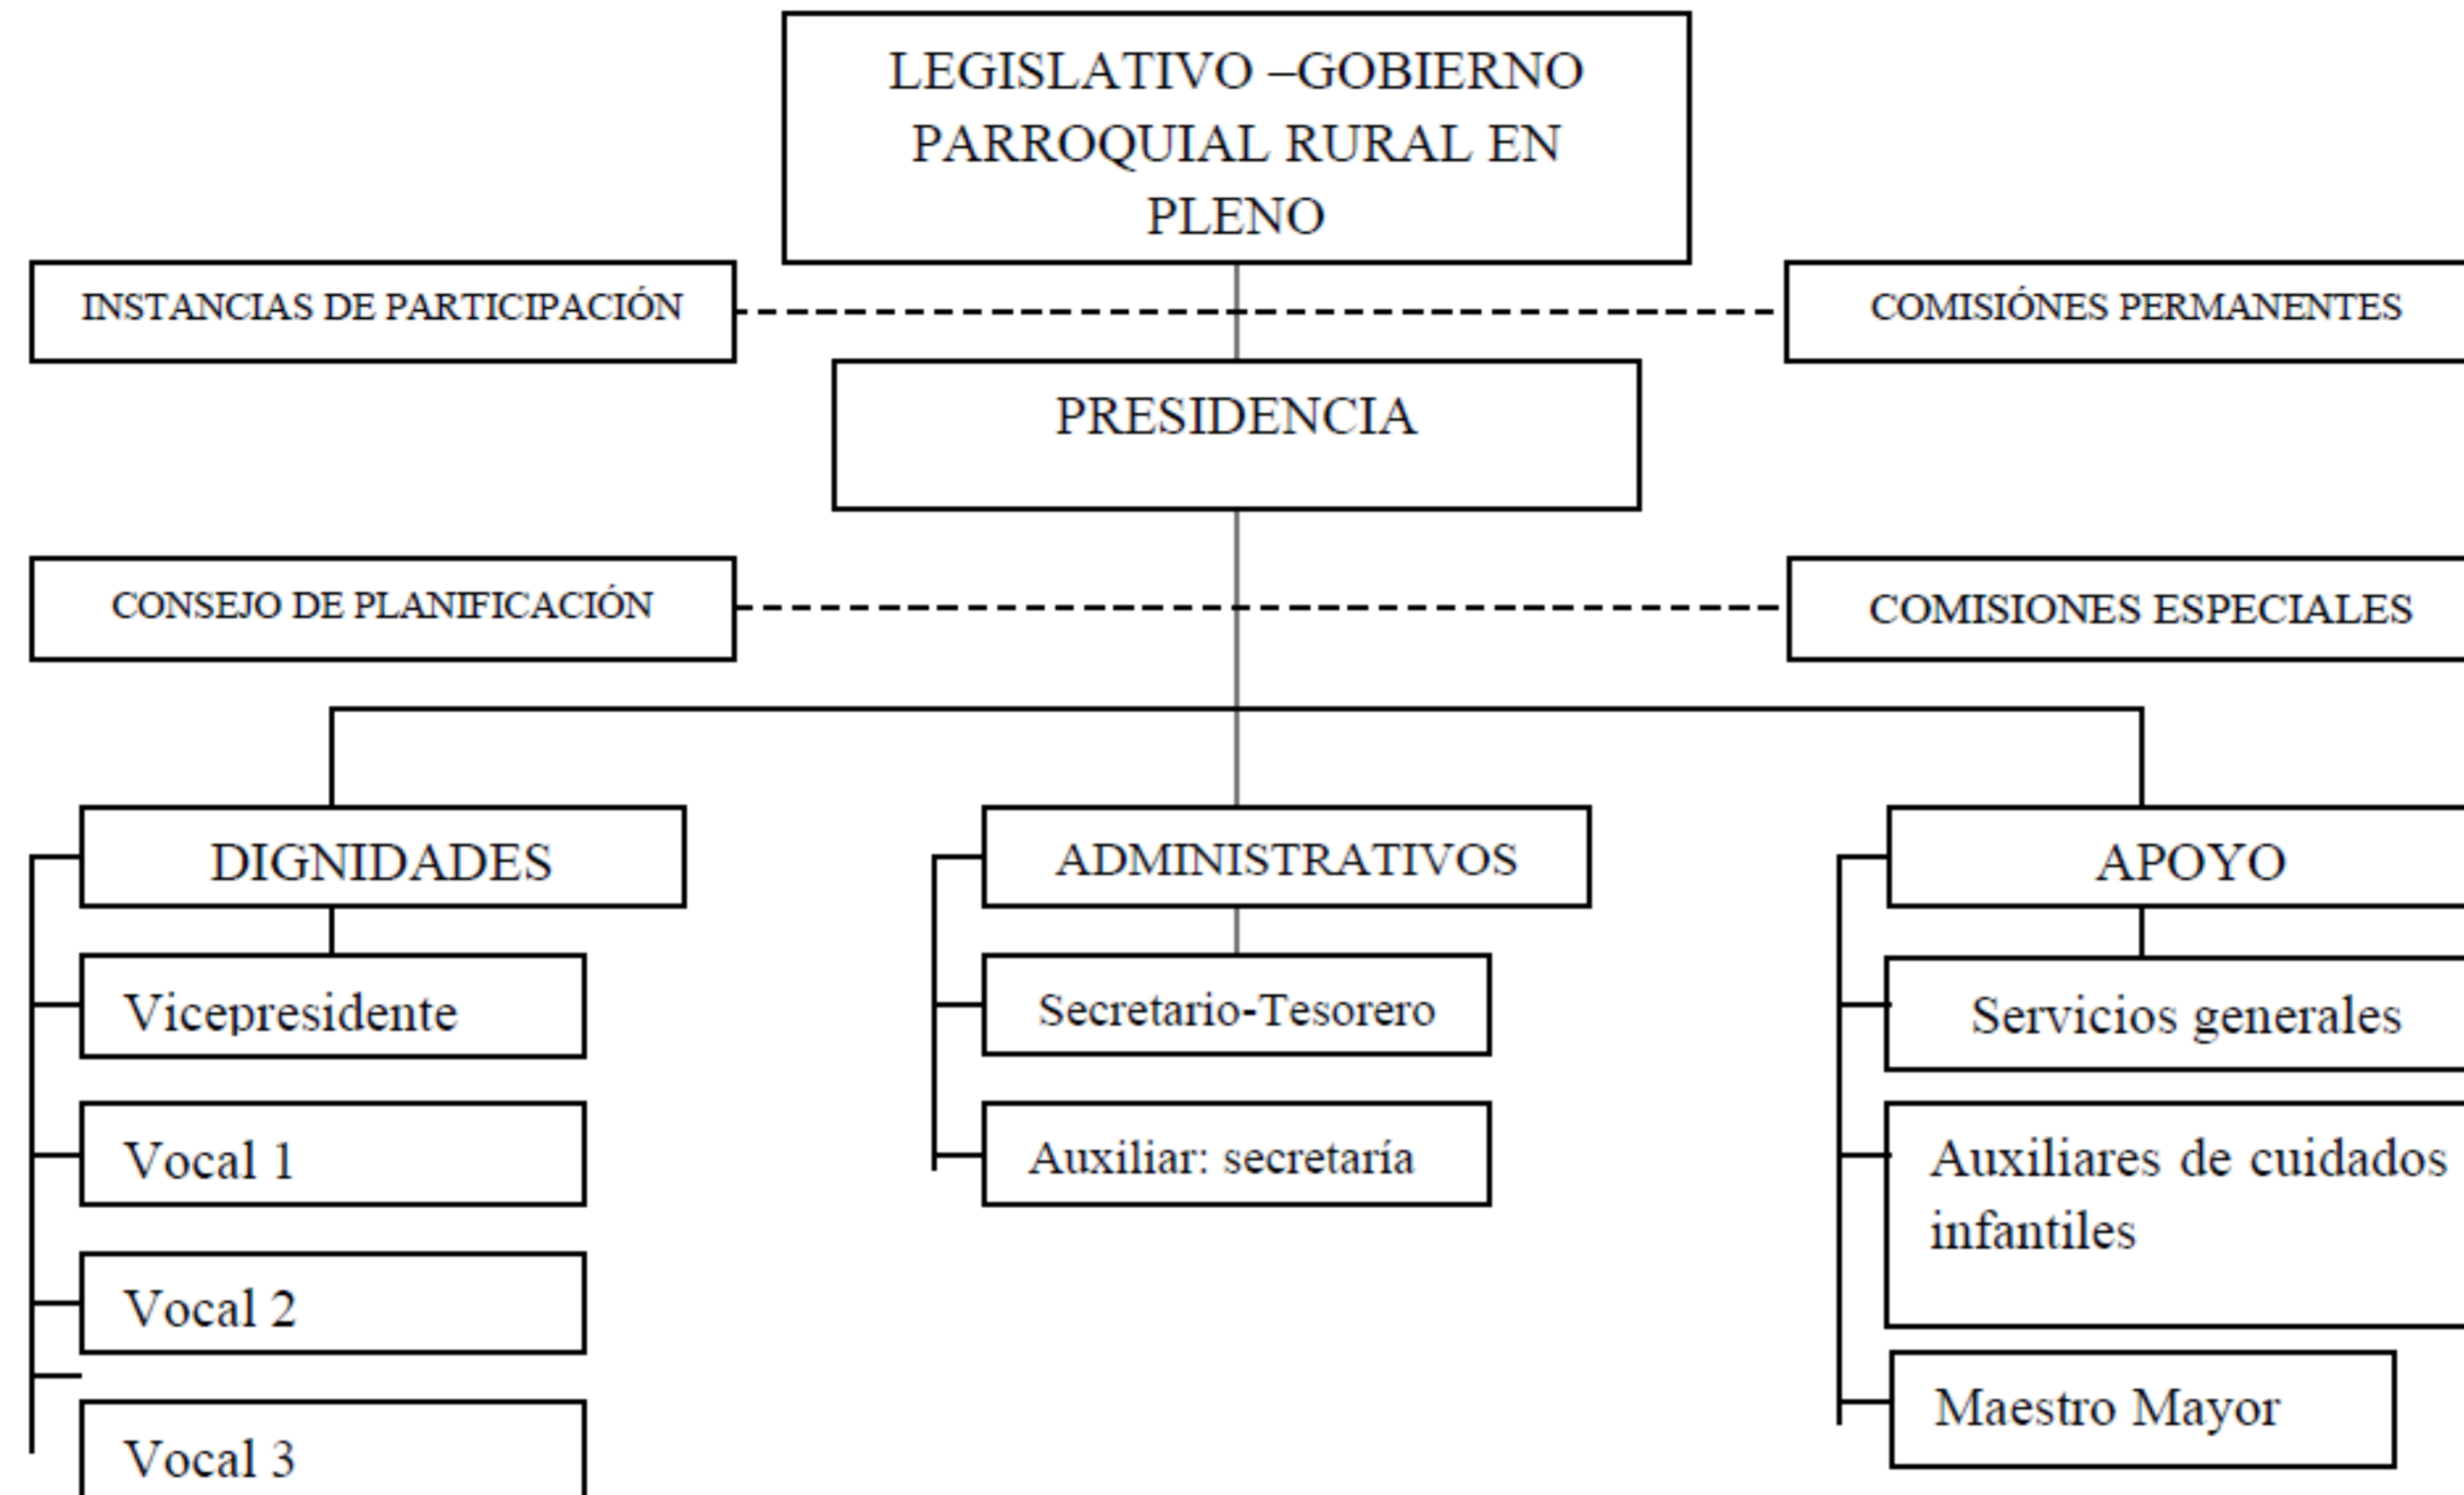 LEGISLATIVO –GOBIERNO
PARROQUIAL RURAL EN
PLENO
INSTANCIAS DE PARTICIPACIÓN
COMISIÓNES PERMANENTES
PRESIDENCIA
CONSEJO DE PLANIFICACIÓN
COMISIONES ESPECIALES
DIGNIDADES
ADMINISTRATIVOS
APOYO
Vicepresidente
Secretario-Tesorero
Servicios generales
Vocal 1
Auxiliar: secretaría
Auxiliares de cuidados
infantiles
Vocal 2
Maestro Mayor
Vocal 3